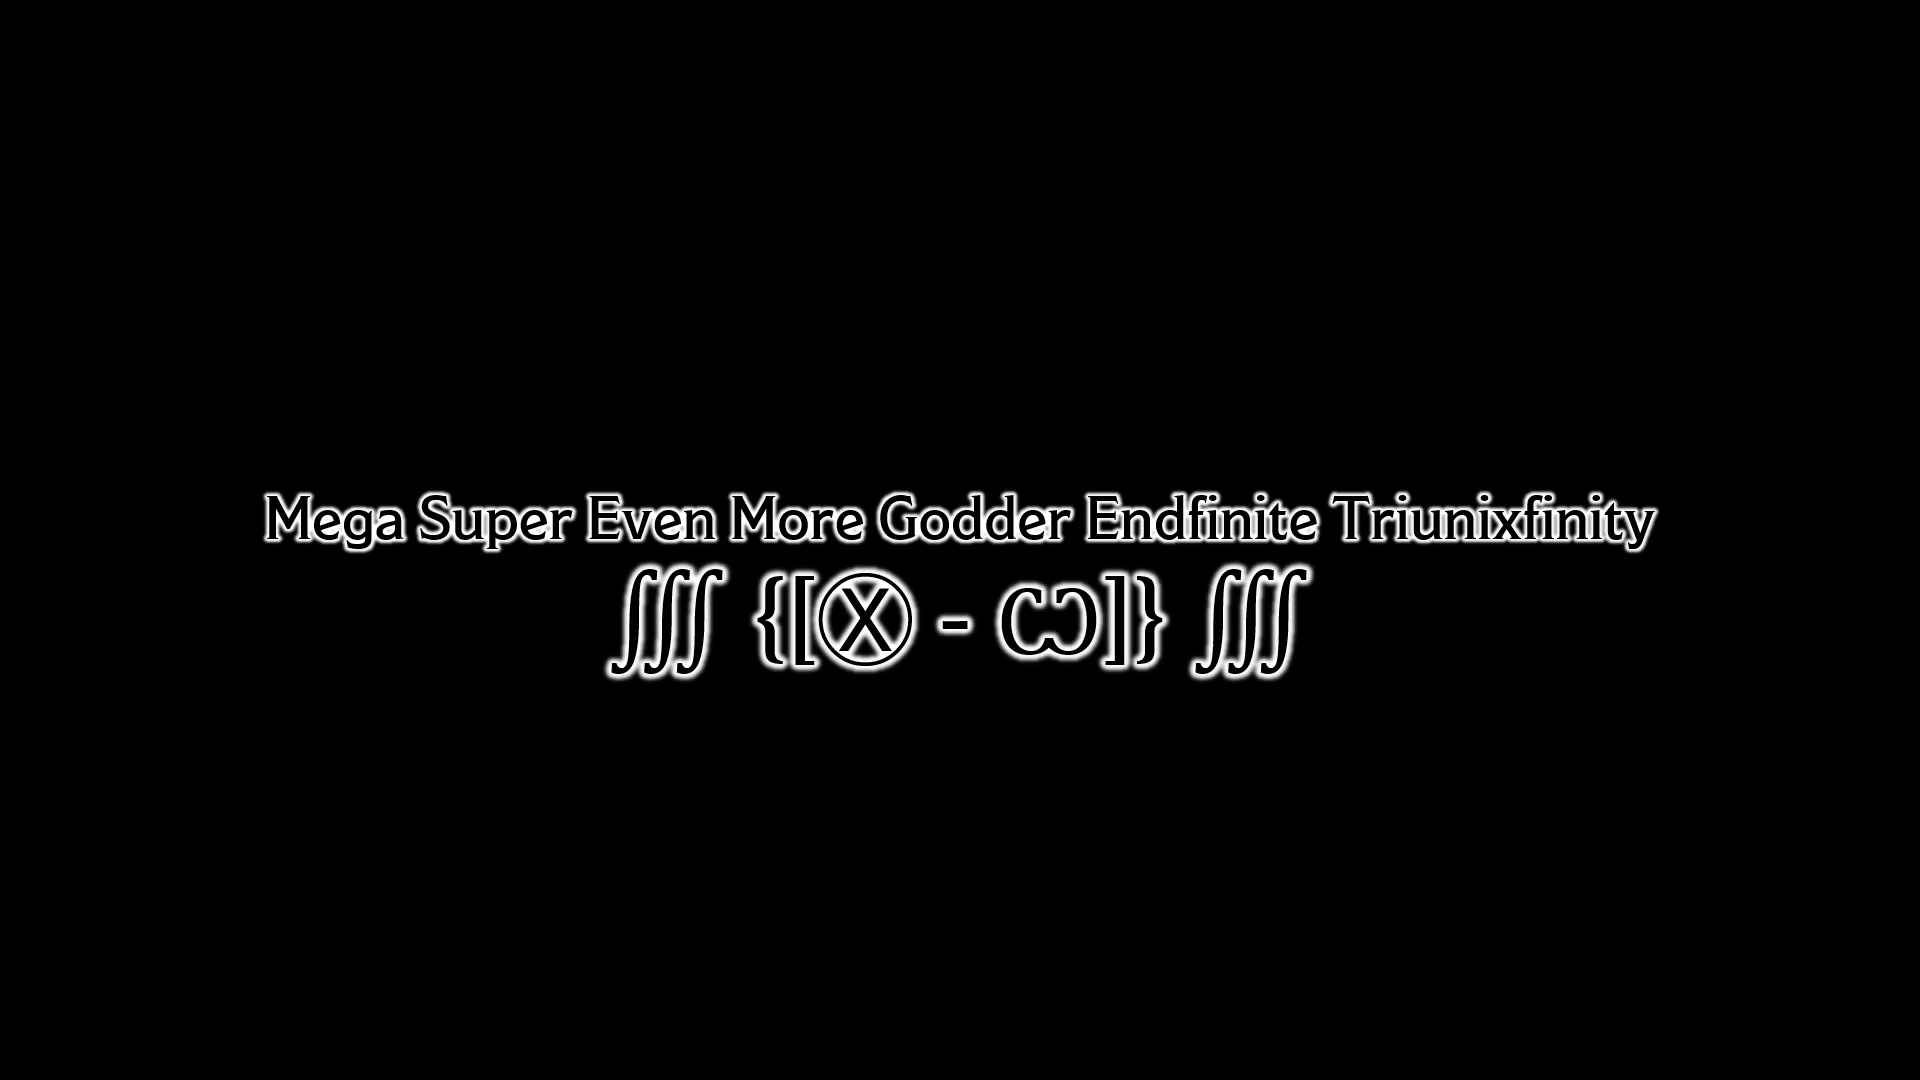 Mega Super Even More Godder Endfinite Triunixfinity
∭ {[Ⓧ - Ꞷ]} ∭